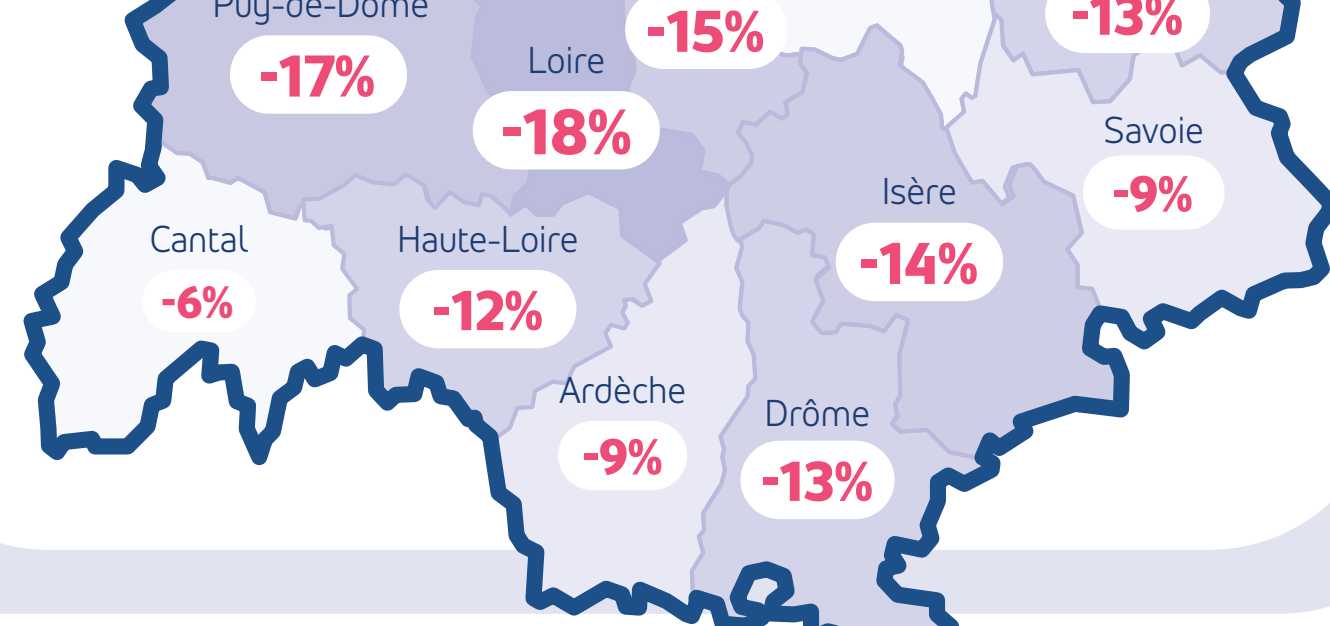 Puy-de-Dôme
-17%
Loire
-18%
-15%
-13%
Savoie
-9%
Isère
-14%
Cantal
-6%
Haute-Loire
-12%
Ardèche
-9%
Drôme
-13%